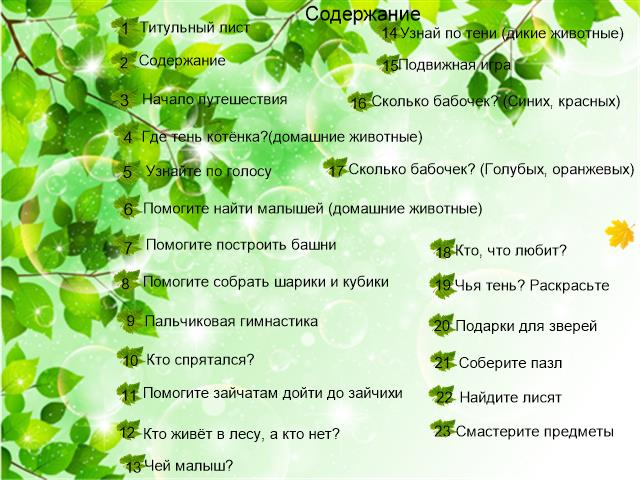 Содержание
1 Титульный лист
2 Содержание
3 Начало путешествия
4 Где тень котёнка?(домашние животные)
5 Узнайте по голосу
6 Помогите найти малышей (домашние животные)
7 Помогите построить башни
8 Помогите собрать шарики и кубики
9 Пальчиковая гимнастика
10 Кто спрятался?
11 Помогите зайчатам дойти до зайчихи
12 Кто живёт в лесу, а кто нет?
13 Чей малыш?
14 Узнай по тени (дикие животные)
15 Подвижная игра
16 Сколько бабочек? (Синих, красных)
17 Сколько бабочек? (Голубых, оранжевых)
18 Кто, что любит?
19 Чья тень? Раскрасьте
20 Подарки для зверей
21 Соберите пазл
22 Найдите лисят
23 Смастерите предметы